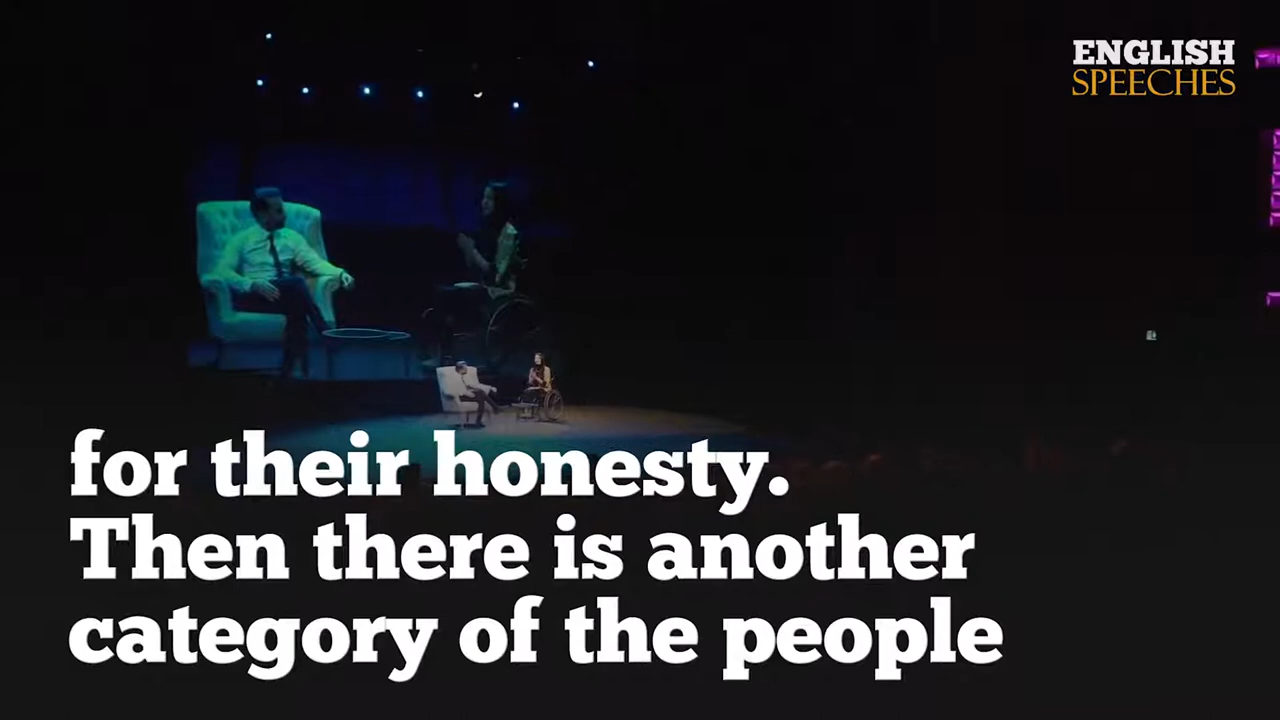 ENGLISH
SPEECHES
for their honesty.
Then there is another
category of the people